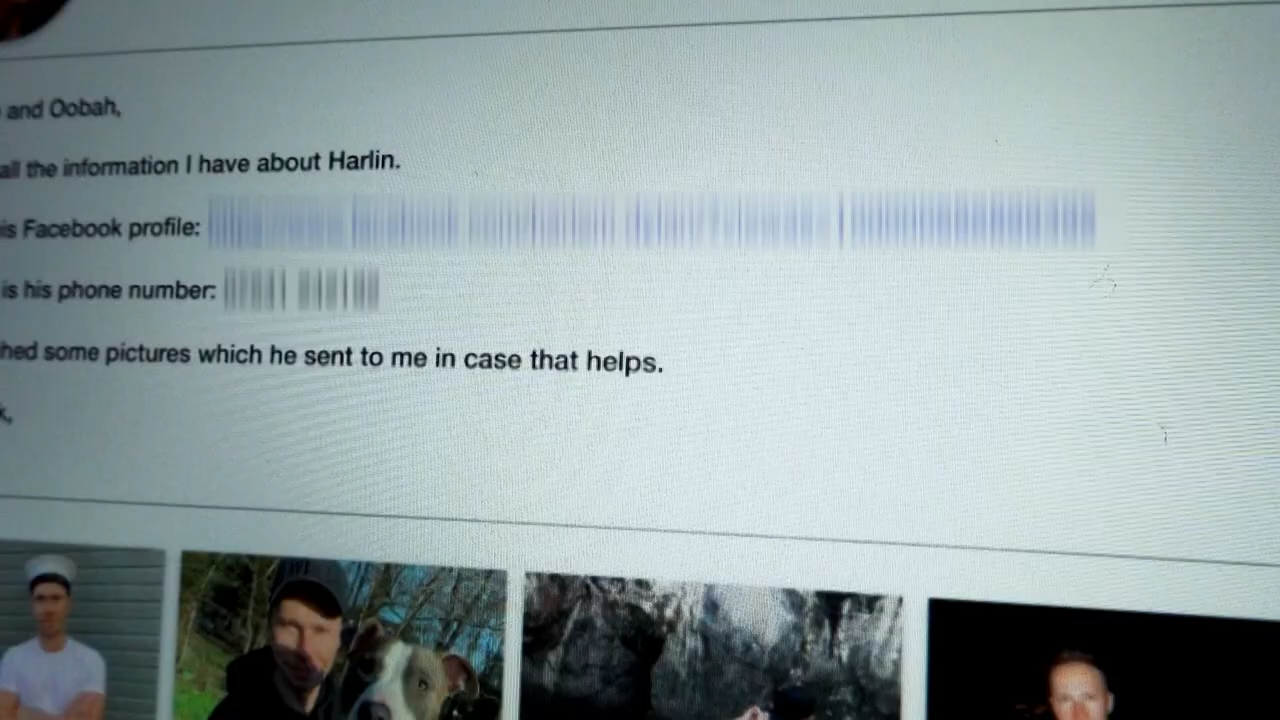 and Oobah,
all the information I have about Harlin.
is Facebook profile:
is his phone number:
hed some pictures which he sent to me in case that helps.